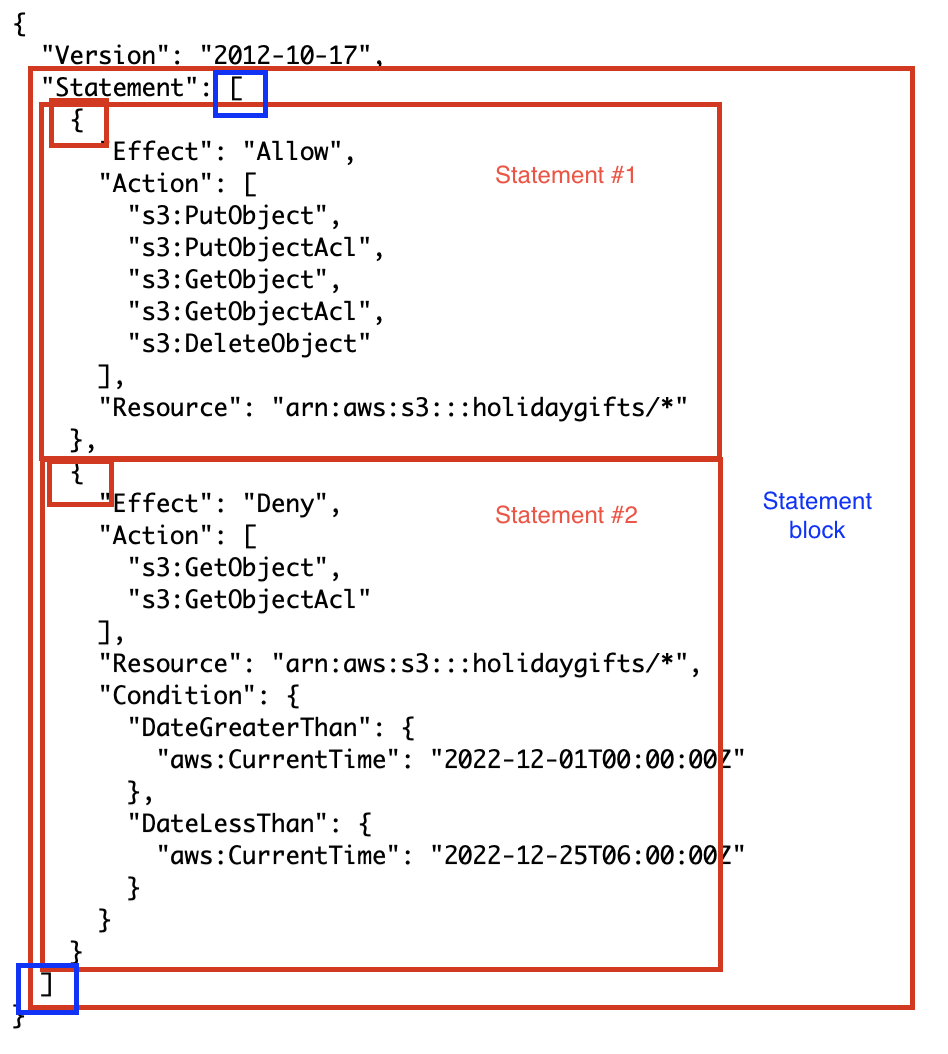 {
  "Version": "2012-10-17",
  "Statement": [
    {
      "Effect": "Allow",
      "Action": [
        "s3:PutObject",
        "s3:PutObjectAcl",
        "s3:GetObject",
        "s3:GetObjectAcl",
        "s3:DeleteObject"
      ],
      "Resource": "arn:aws:s3:::holidaygifts/*"
    },
Statement #1
    {
      "Effect": "Deny",
      "Action": [
        "s3:GetObject",
        "s3:GetObjectAcl"
      ],
      "Resource": "arn:aws:s3:::holidaygifts/*",
      "Condition": {
        "DateGreaterThan": {
          "aws:CurrentTime": "2022-12-01T00:00:00Z"
        },
        "DateLessThan": {
          "aws:CurrentTime": "2022-12-25T06:00:00Z"
        }
      }
    }
  ]
}
Statement #2
Statement
block